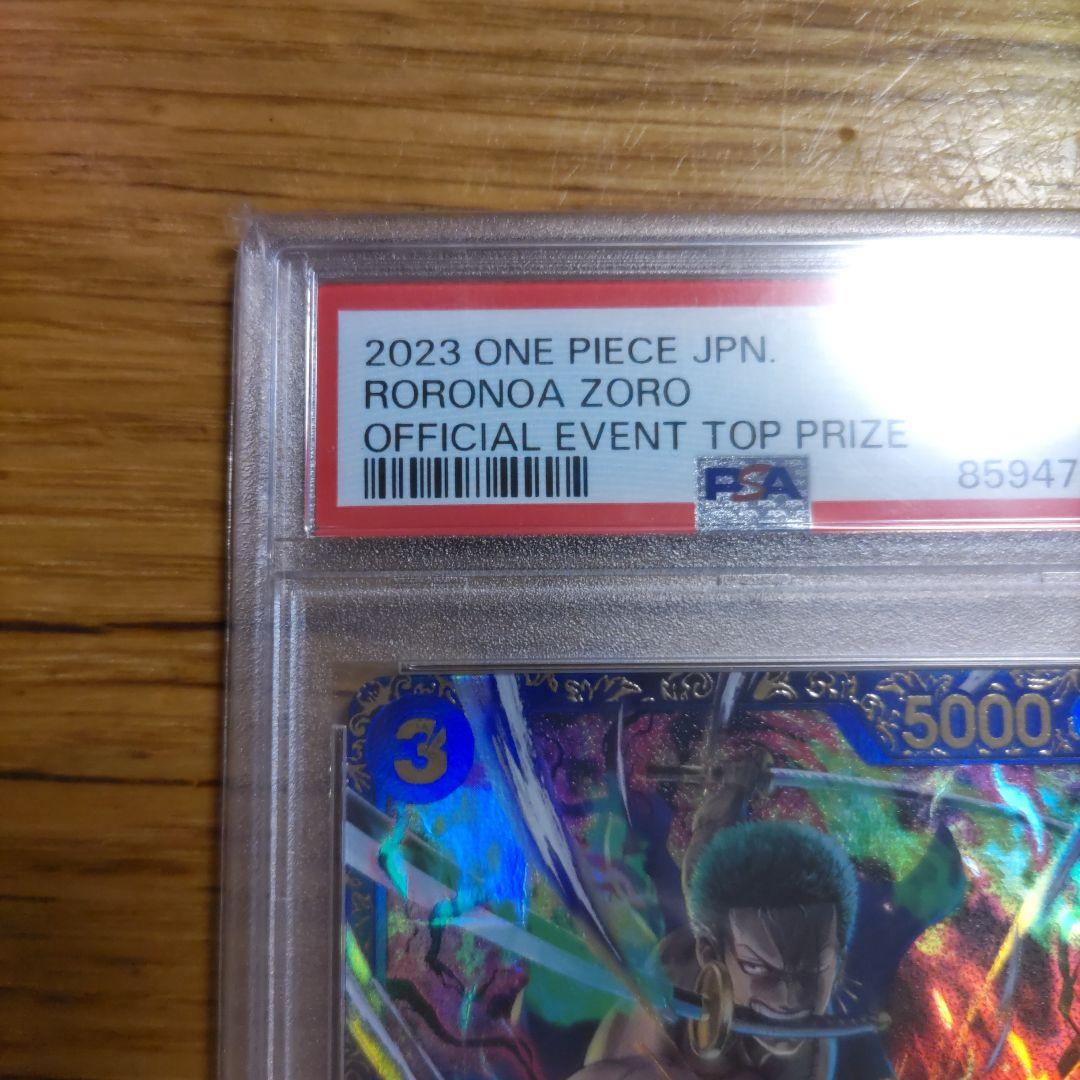 2023 ONE PIECE JPN.
RORONOA ZORO
OFFICIAL EVENT TOP PRIZE
PSA
85947
3
5000